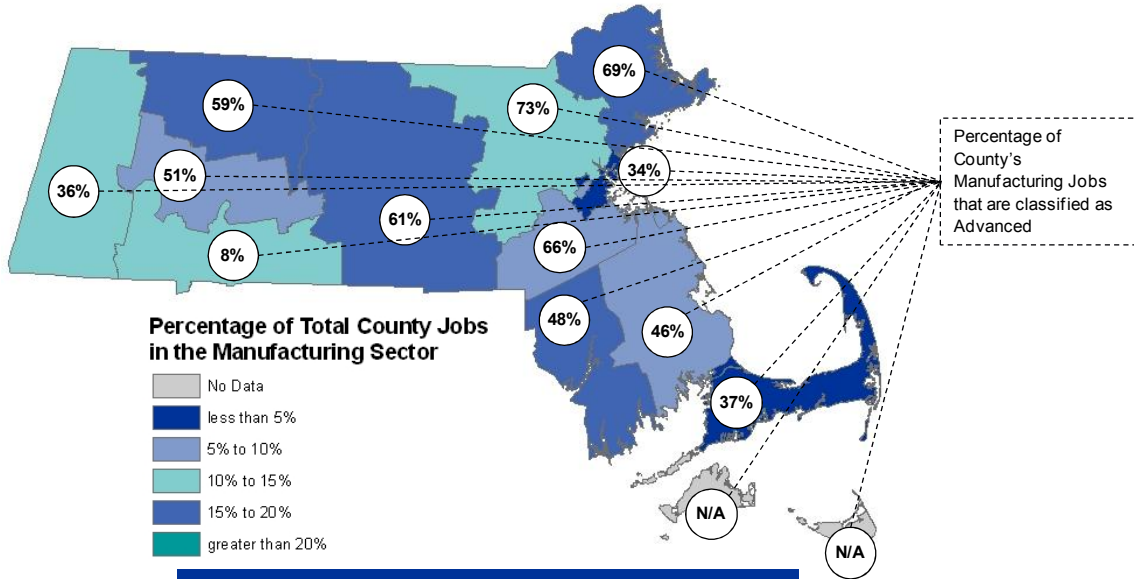 69%
59%
73%
34%
51%
36%
61%
8%
66%
48%
46%
37%
N/A
N/A
Percentage of
County’s
Manufacturing Jobs
that are classified as
Advanced
Percentage of Total County Jobs
in the Manufacturing Sector
No Data
less than 5%
5% to 10%
10% to 15%
15% to 20%
greater than 20%